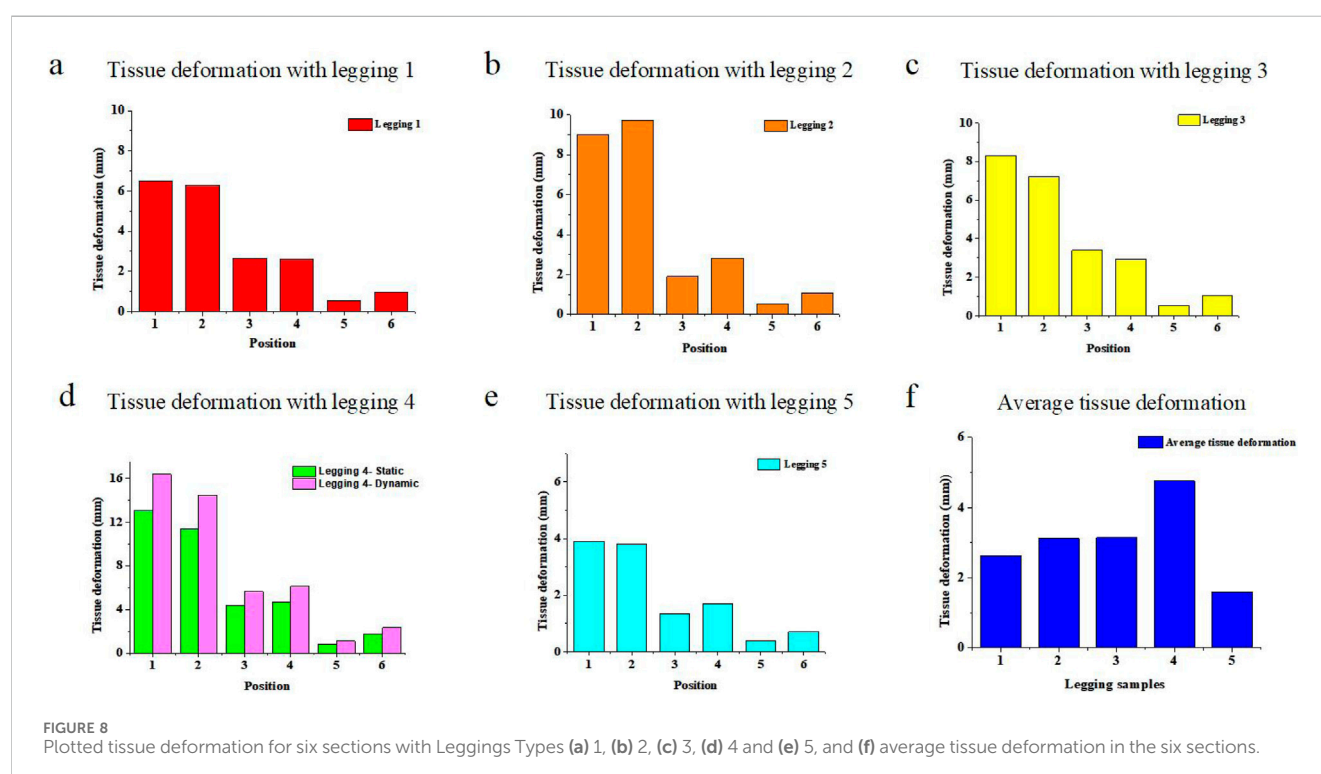 a
Tissue deformation with legging 1
Tissue deformation (mm)
10
8
6
4
2
0
Legging 1
1 2 3 4 5 6
Position
b
Tissue deformation with legging 2
Tissue deformation (mm)
10
8
6
4
2
0
Legging 2
1 2 3 4 5 6
Position
c
Tissue deformation with legging 3
Tissue deformation (mm)
10
8
6
4
2
0
Legging 3
1 2 3 4 5 6
Position
d
Tissue deformation with legging 4
Tissue deformation (mm)
16
12
8
4
0
Legging 4- Static
Legging 4- Dynamic
1 2 3 4 5 6
Position
e
Tissue deformation with legging 5
Tissue deformation (mm)
6
4
2
0
Legging 5
1 2 3 4 5 6
Position
f
Average tissue deformation
Tissue deformation (mm))
6
4
2
0
Average tissue deformation
1 2 3 4 5
Legging samples
FIGURE 8
Plotted tissue deformation for six sections with Leggings Types (a) 1, (b) 2, (c) 3, (d) 4 and (e) 5, and (f) average tissue deformation in the six sections.